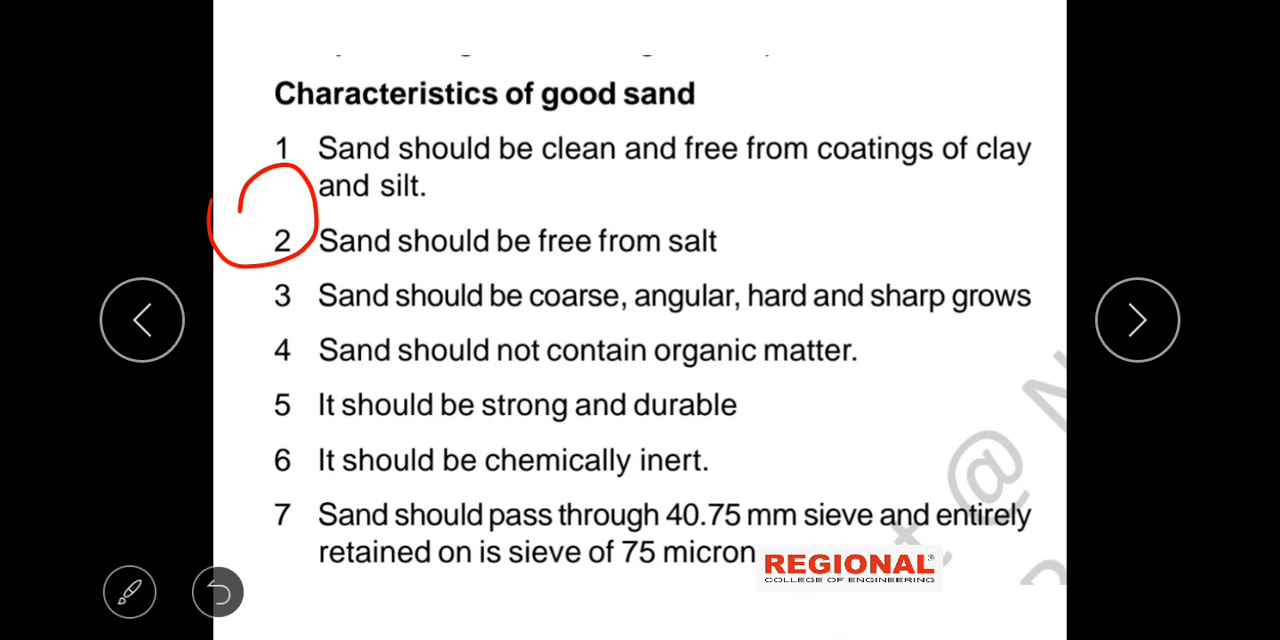 Characteristics of good sand
1 Sand should be clean and free from coatings of clay
and silt.
2 Sand should be free from salt
3 Sand should be coarse, angular, hard and sharp grows
4 Sand should not contain organic matter.
5 It should be strong and durable
6 It should be chemically inert.
7 Sand should pass through 40.75 mm sieve and entirely
retained on is sieve of 75 micron
REGIONAL
COLLEGE OF ENGINEERING